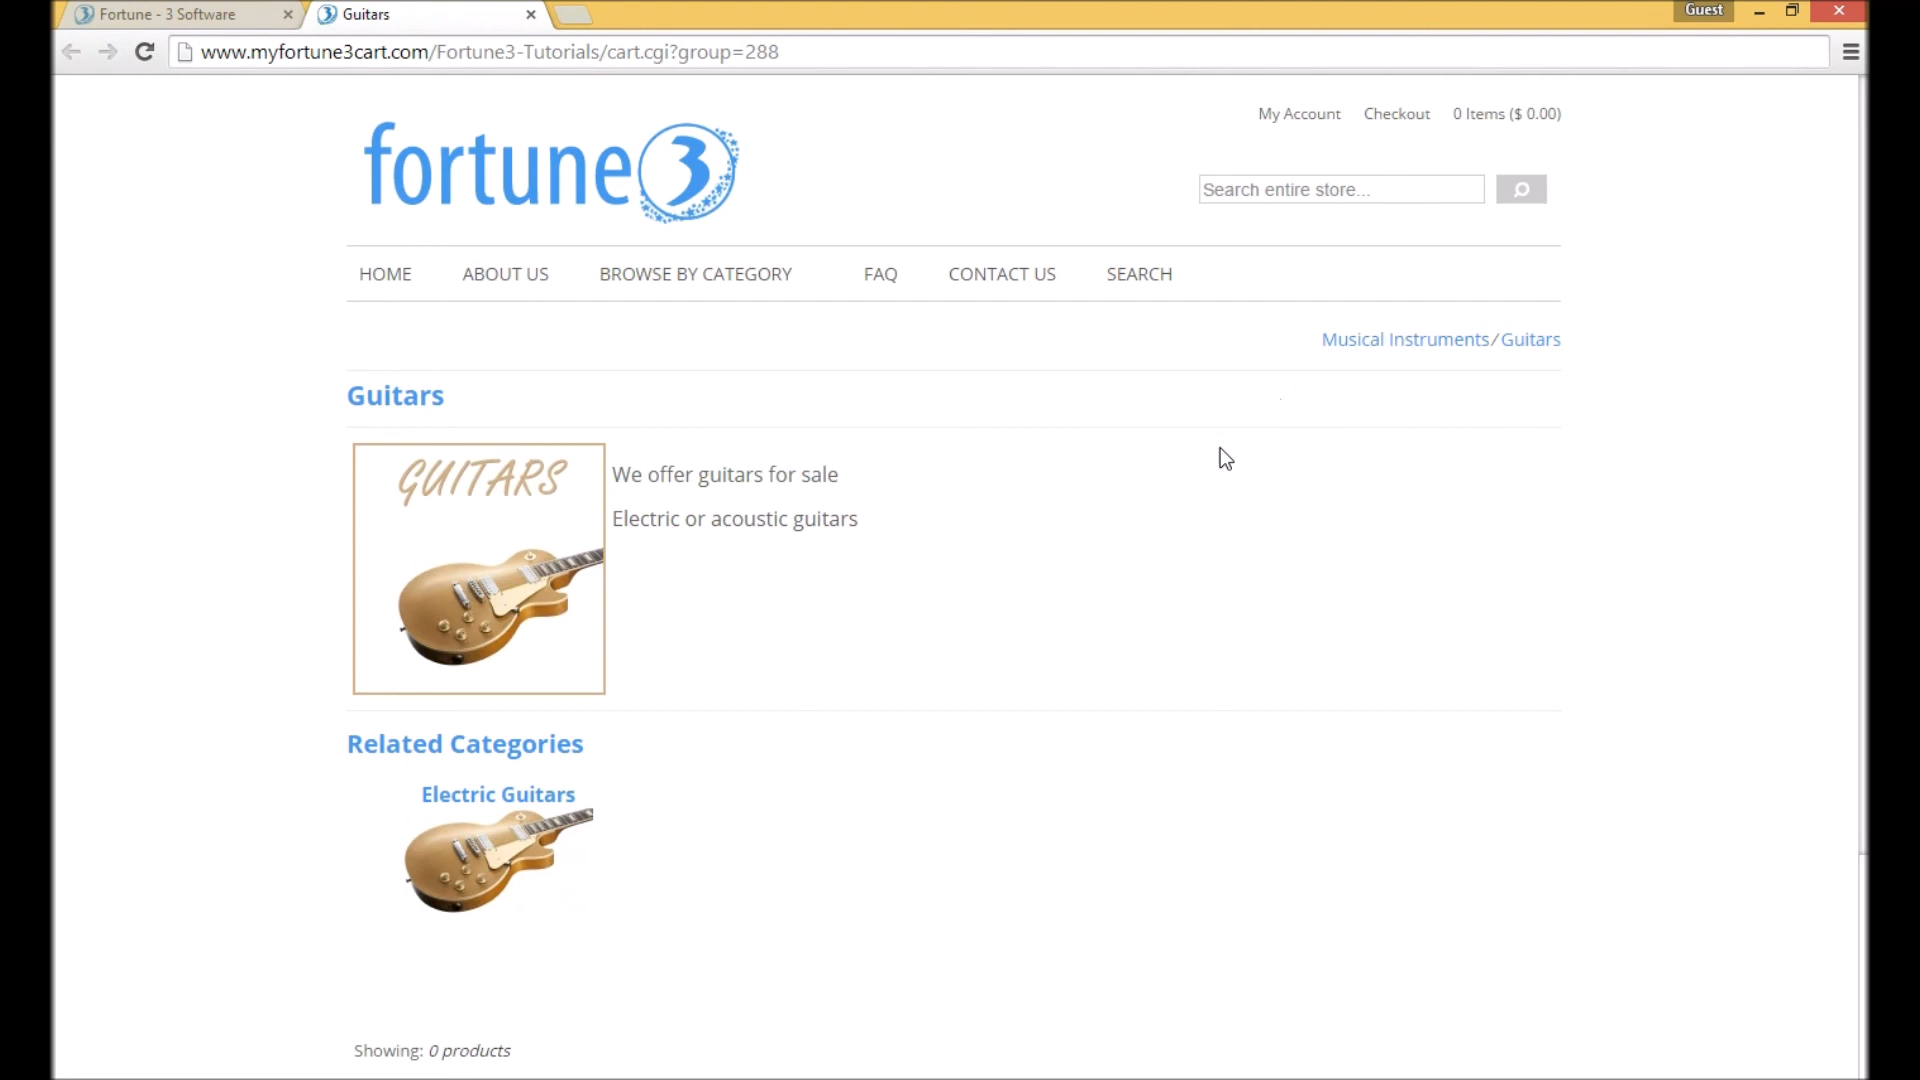 Fortune - 3 Software
Guitars
Guest
www.myfortune3cart.com/Fortune3-Tutorials/cart.cgi?group=288
My Account Checkout 0 Items ($ 0.00)
fortune3
Search entire store...
HOME ABOUT US BROWSE BY CATEGORY FAQ CONTACT US SEARCH
Musical Instruments/Guitars
Guitars
GUITARS
We offer guitars for sale
Electric or acoustic guitars
Related Categories
Electric Guitars
Showing: 0 products